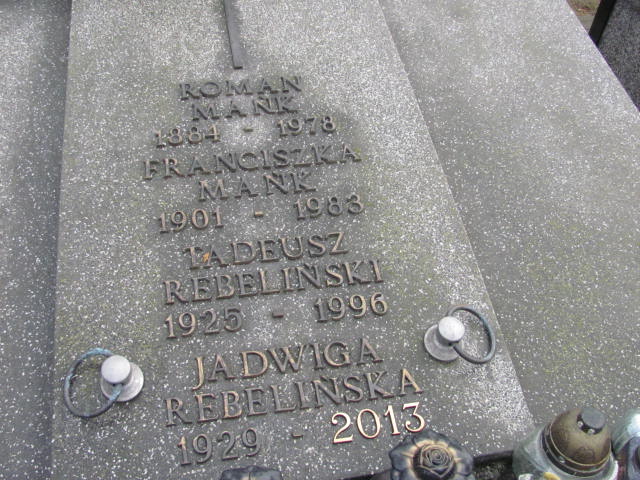 ROMAN
MAŃK
1884 - 1978
FRANCISZKA
MAŃK
1901 - 1983
TADEUSZ
REBELIŃSKI
1925 - 1996
JADWIGA
REBELIŃSKA
1929 - 2013